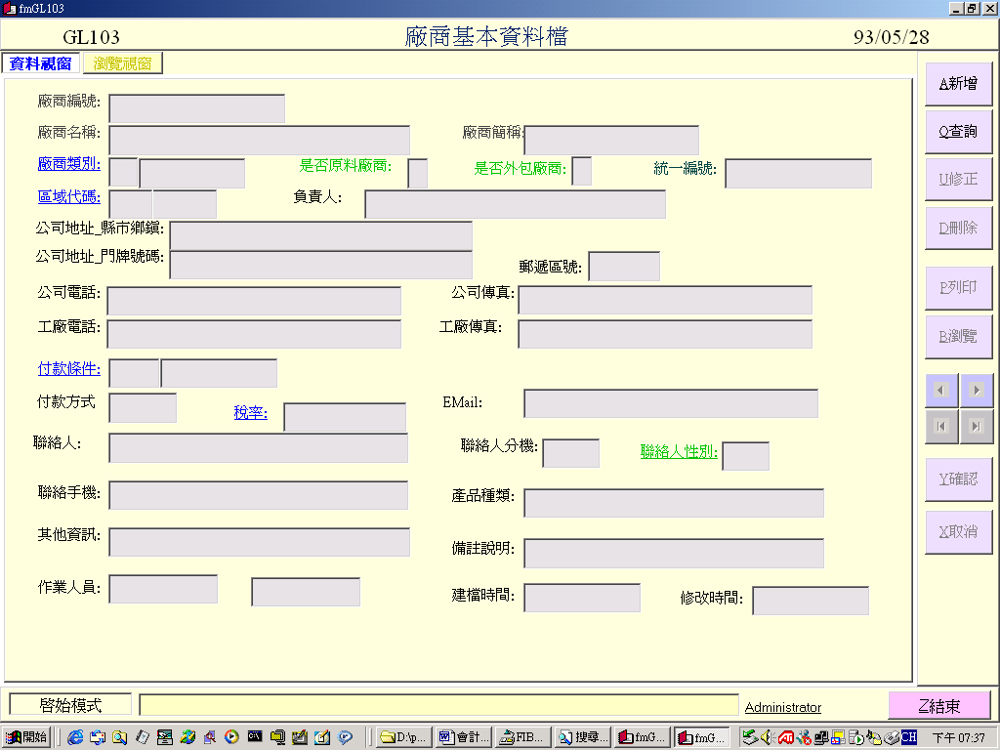 fmGL103
GL103 廠商基本資料檔 93/05/28
資料視窗 瀏覽視窗
廠商編號:
廠商名稱: 廠商簡稱:
廠商類別: 是否原料廠商: 是否外包廠商: 統一編號:
區域代碼: 負責人:
公司地址_縣市鄉鎮:
公司地址_門牌號碼: 郵遞區號:
公司電話: 公司傳真:
工廠電話: 工廠傳真:
付款條件:
付款方式 稅率: EMail:
聯絡人: 聯絡人分機: 聯絡人性別:
聯絡手機: 產品種類:
其他資訊: 備註說明:
作業人員: 建檔時間: 修改時間:
A新增
Q查詢
U修正
D刪除
P列印
B瀏覽
Y確認
X取消
啓始模式 Administrator Z結束
開始 D:\p... 會計... FIB... 搜尋... fmG... fmG... CH 下午 07:37